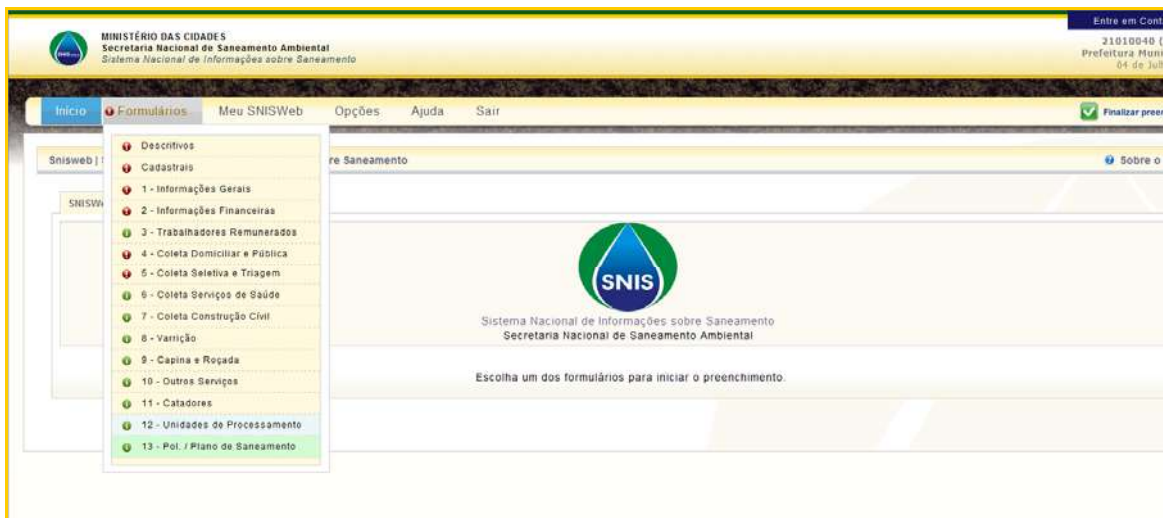 Entre em Cont
MINISTÉRIO DAS CIDADES
Secretaria Nacional de Saneamento Ambiental
Sistema Nacional de Informações sobre Saneamento
21010040 (
Prefeitura Muni
04 de Jul
Início Formulários Meu SNISWeb Opções Ajuda Sair Finalizar pree
Snisweb | re Saneamento Sobre o
SNISW
Descritivos
Cadastrais
1 - Informações Gerais
2 - Informações Financeiras
3 - Trabalhadores Remunerados
4 - Coleta Domiciliar e Pública
5 - Coleta Seletiva e Triagem
6 - Coleta Serviços de Saúde
7 - Coleta Construção Cívil
8 - Varrição
9 - Capina e Roçada
10 - Outros Serviços
11 - Catadores
12 - Unidades de Processamento
13 - Pol. / Plano de Saneamento
SNIS
Sistema Nacional de Informações sobre Saneamento
Secretaria Nacional de Saneamento Ambiental
Escolha um dos formulários para iniciar o preenchimento.